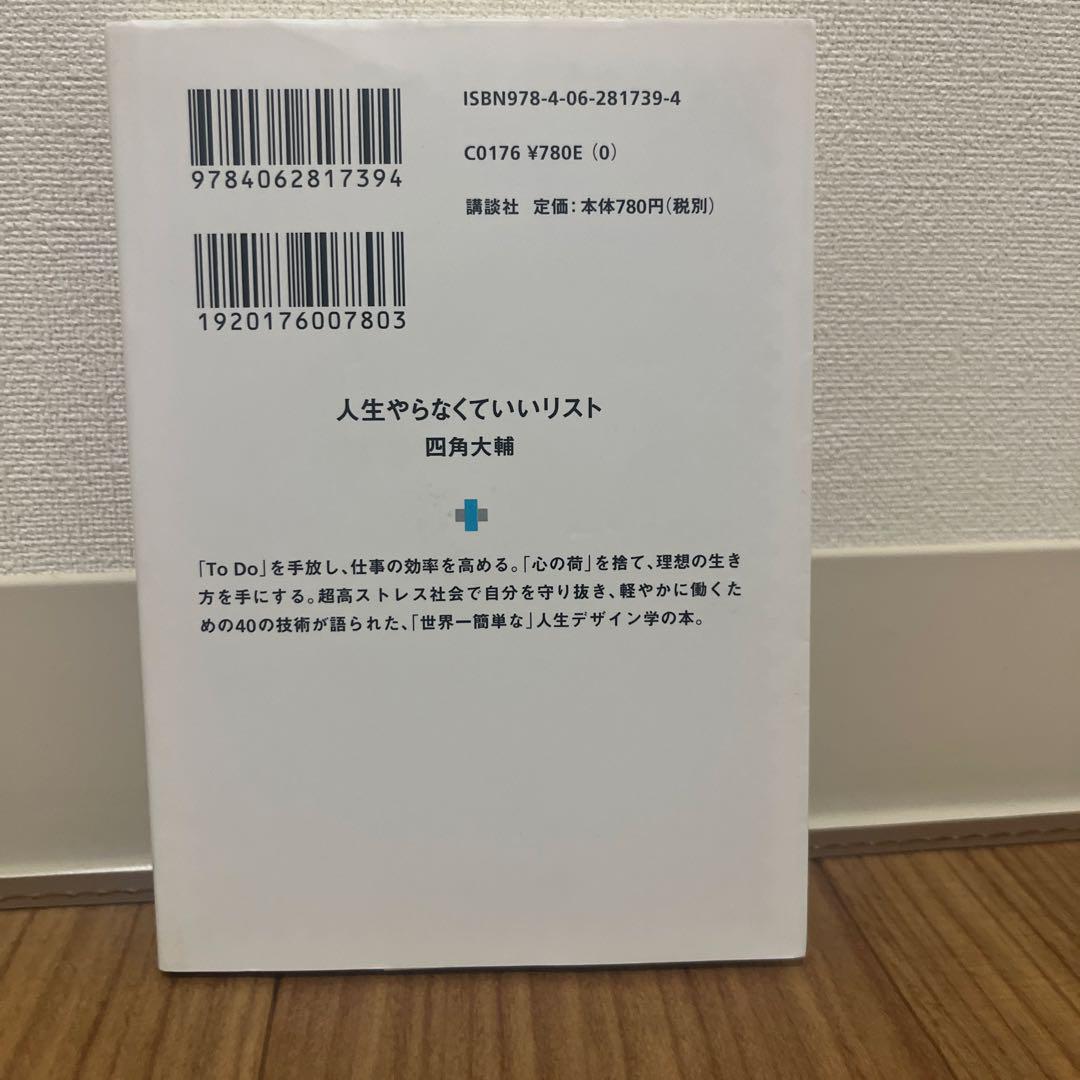 ISBN978-4-06-281739-4
9784062817394
C0176 ¥780E (0)
講談社 定価:本体780円(税別)
1920176007803
人生やらなくていいリスト
四角大輔
「To Do」を手放し、仕事の効率を高める。「心の荷」を捨て、理想の生き
方を手にする。超高ストレス社会で自分を守り抜き、軽やかに働くた
めの40の技術が語られた、「世界一簡単な」人生デザイン学の本。